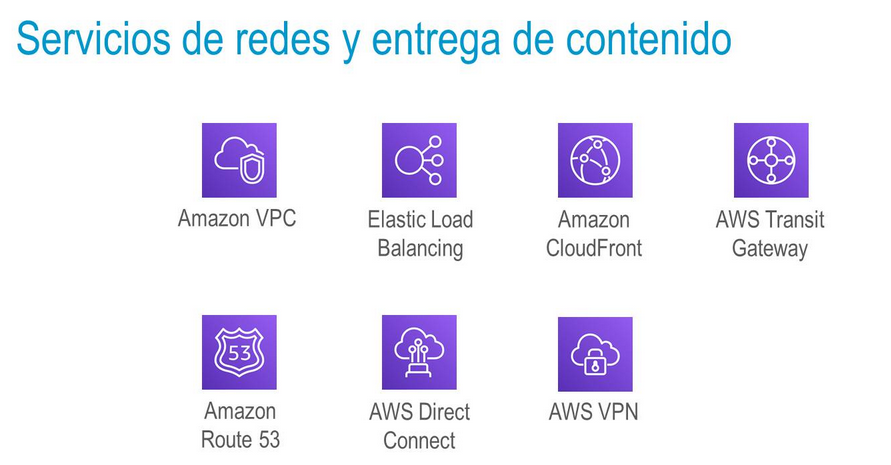 Servicios de redes y entrega de contenido
Amazon VPC
Elastic Load
Balancing
Amazon
CloudFront
AWS Transit
Gateway
53
Amazon
Route 53
AWS Direct
Connect
AWS VPN